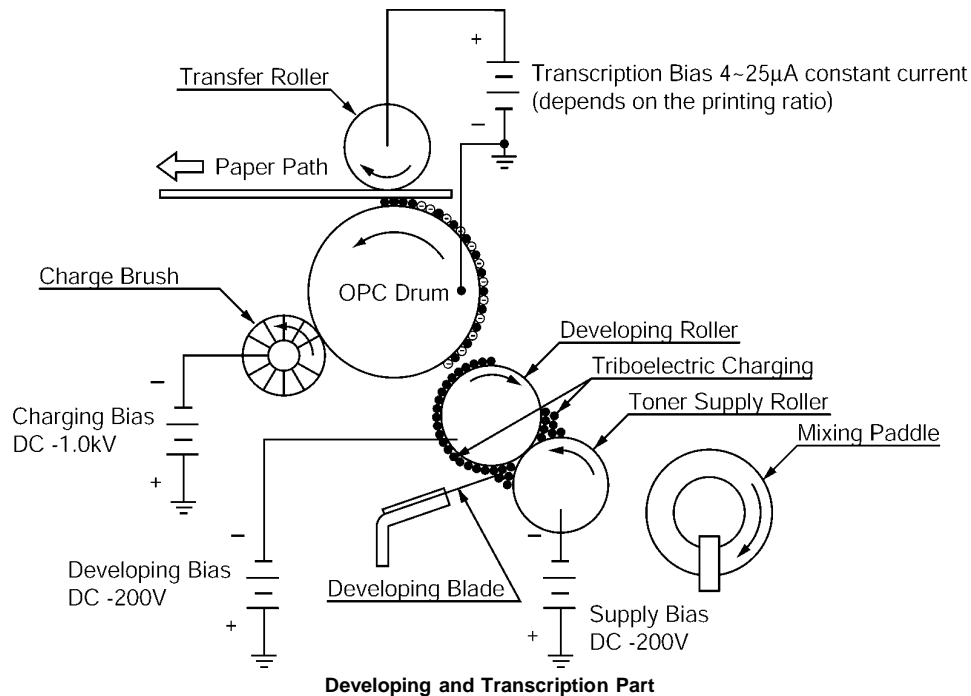 +
Transfer Roller
Transcription Bias 4~25µA constant current
(depends on the printing ratio)
−
Paper Path
Charge Brush
OPC Drum
Developing Roller
Triboelectric Charging
−
Toner Supply Roller
Charging Bias
DC -1.0kV
Mixing Paddle
+
−
−
Developing Bias
DC -200V
Developing Blade
Supply Bias
DC -200V
+
+
Developing and Transcription Part